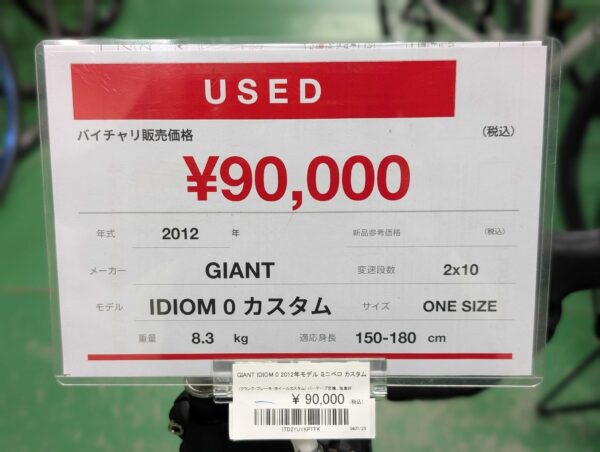 USED
バイチャリ販売価格 (税込)
¥90,000
年式 2012 年 新品参考価格 (税込)
メーカー GIANT 変速段数 2x10
モデル IDIOM 0 カスタム サイズ ONE SIZE
重量 8.3 kg 適応身長 150-180 cm
GIANT IDIOM 0 2012年モデル ミニベロ カスタム
¥ 90,000 (税込)